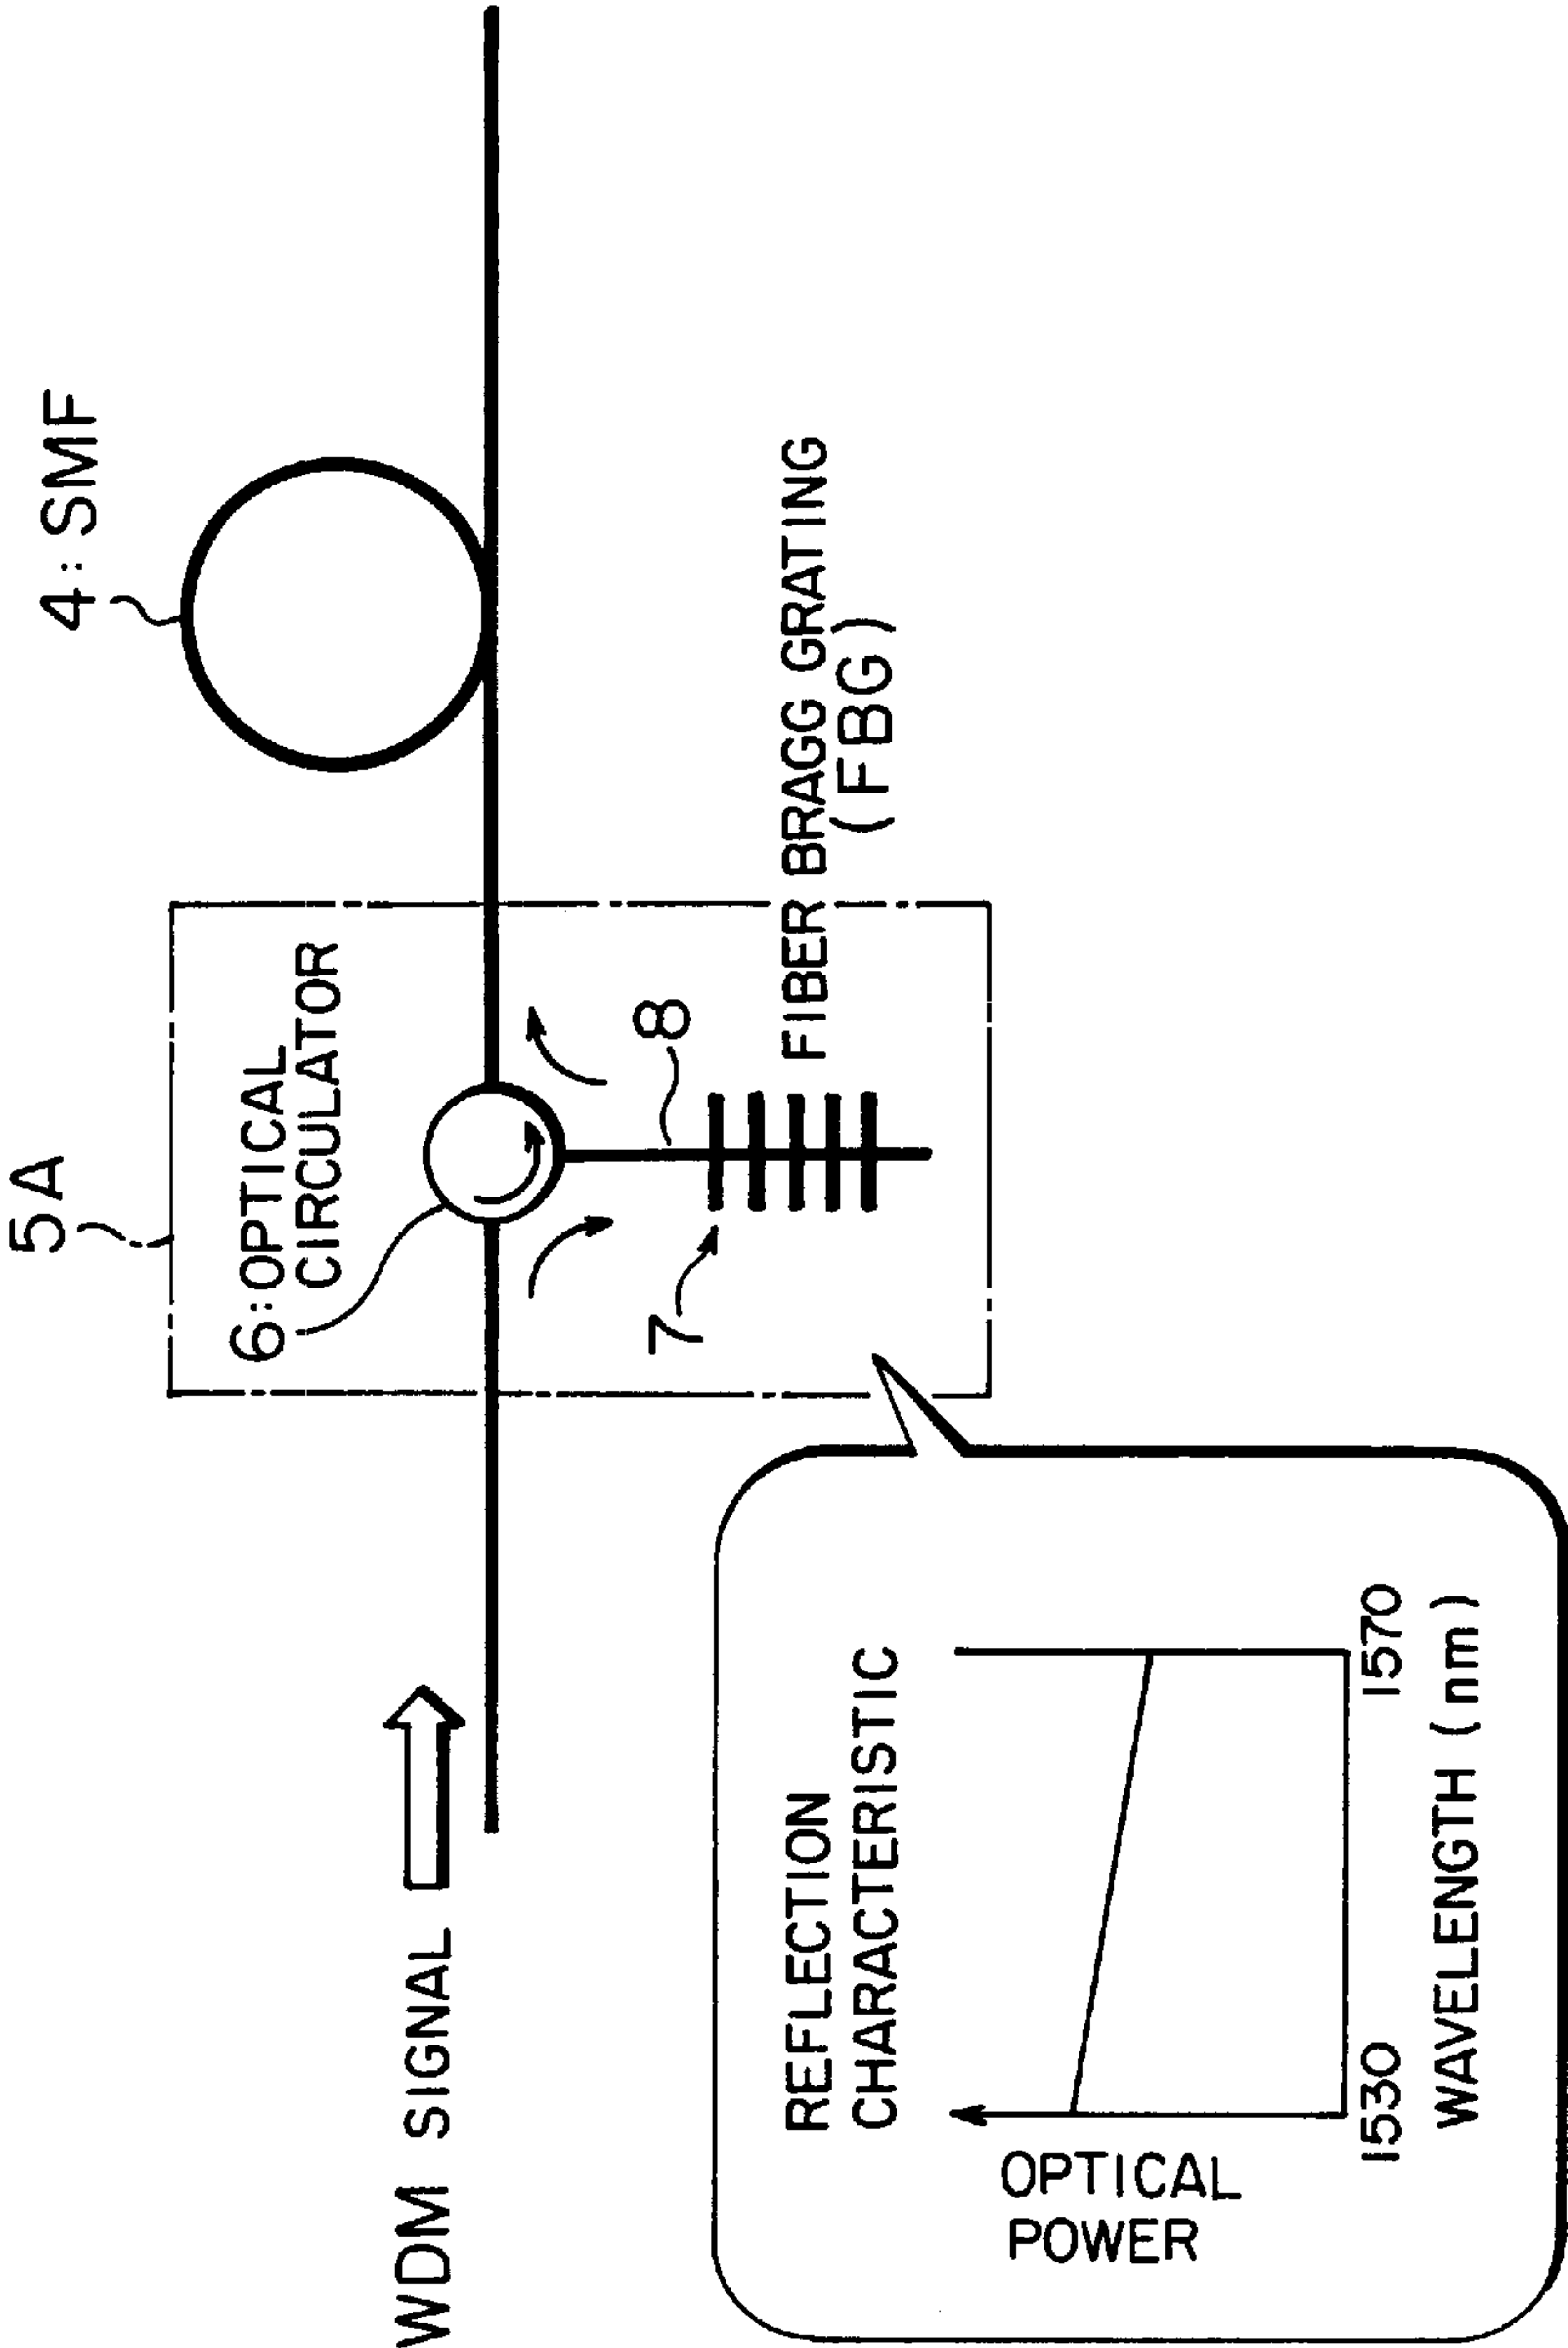 5A
4: SMF
6: OPTICAL
CIRCULATOR
WDM SIGNAL
8
7
FIBER BRAGG GRATING
(FBG)
REFLECTION
CHARACTERISTIC
OPTICAL
POWER
1530
1570
WAVELENGTH (nm)